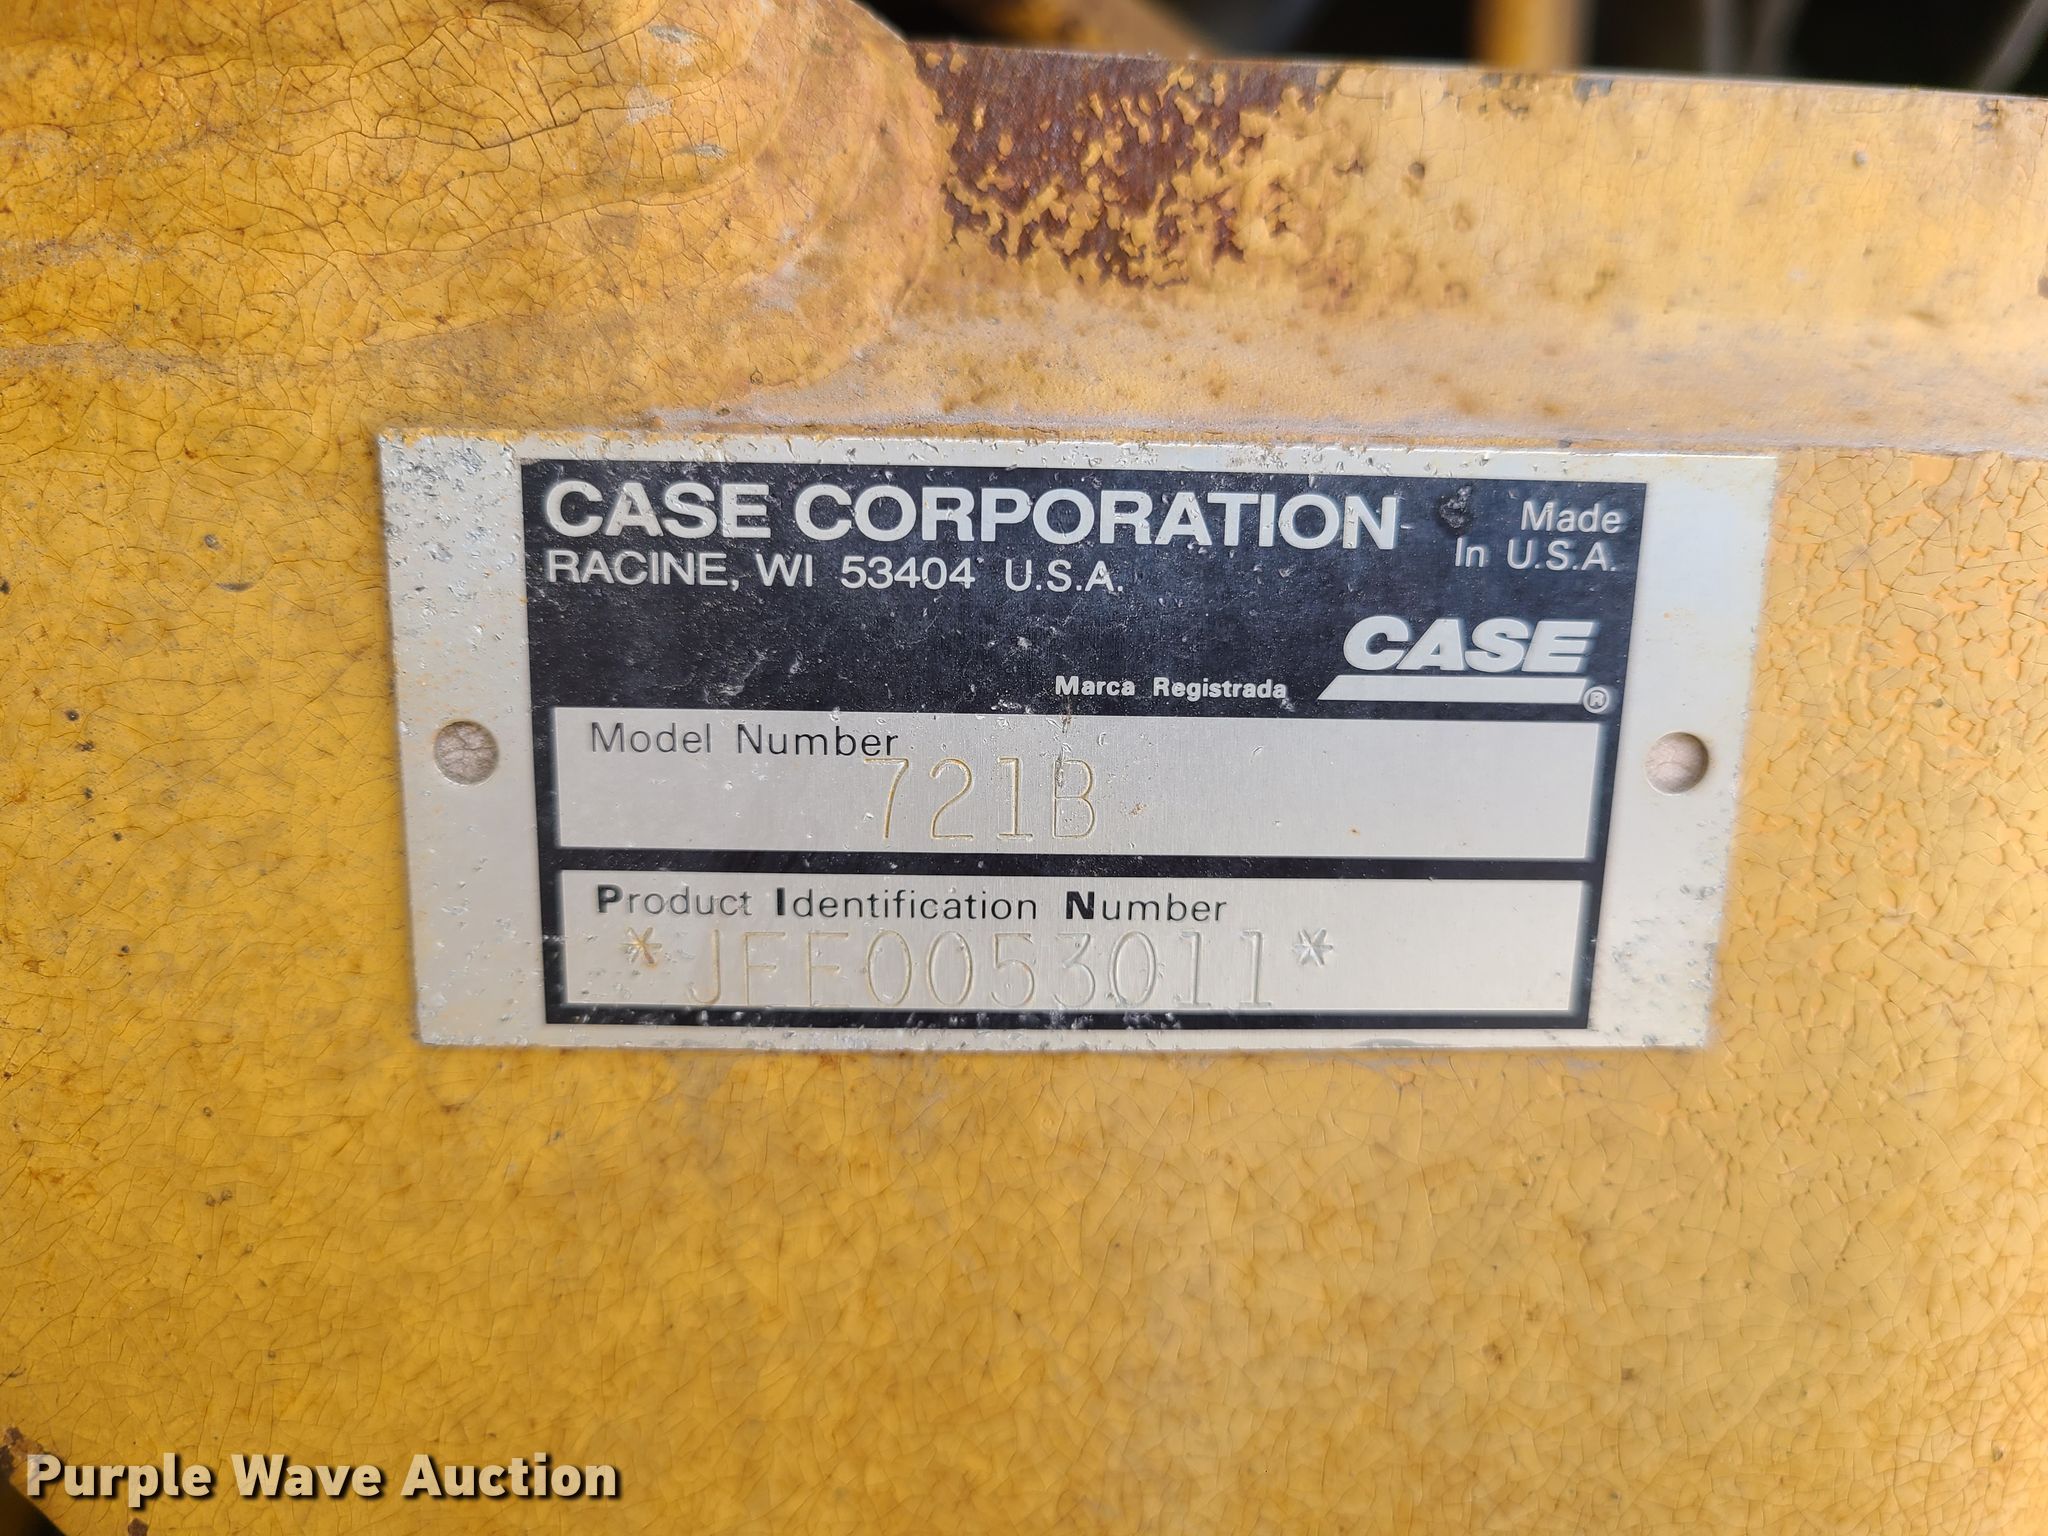 CASE CORPORATION
Made
In U.S.A.
RACINE, WI 53404 U.S.A.
CASE
Marca Registrada
®
Model Number
721B
Product Identification Number
*JEE0053011*
Purple Wave Auction